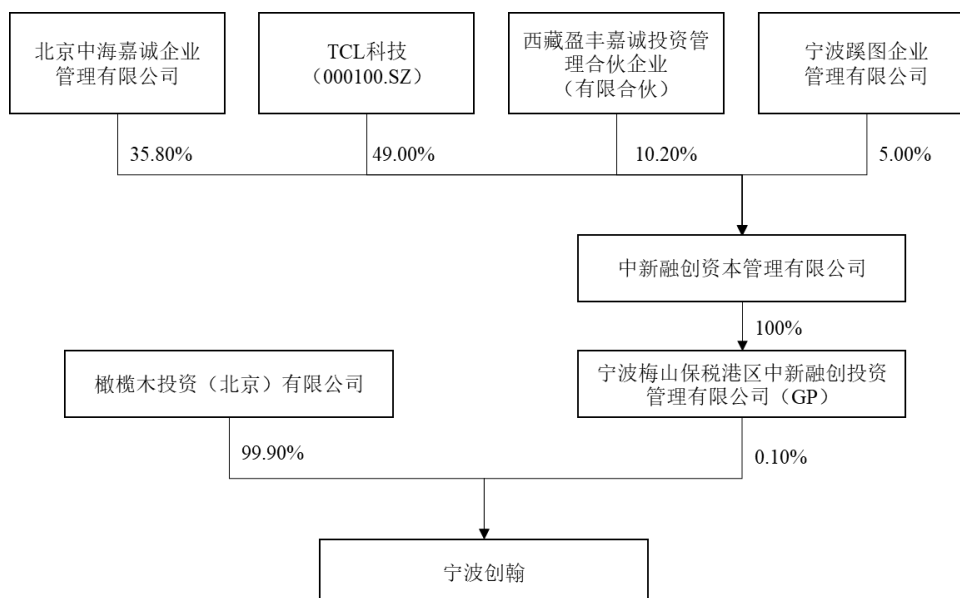 北京中海嘉诚企业
管理有限公司
TCL科技
（000100.SZ）
西藏盈丰嘉诚投资管
理合伙企业
（有限合伙）
宁波蹊图企业
管理有限公司
35.80%
49.00%
10.20%
5.00%
中新融创资本管理有限公司
100%
橄榄木投资（北京）有限公司
宁波梅山保税港区中新融创投资
管理有限公司（GP）
99.90%
0.10%
宁波创翰